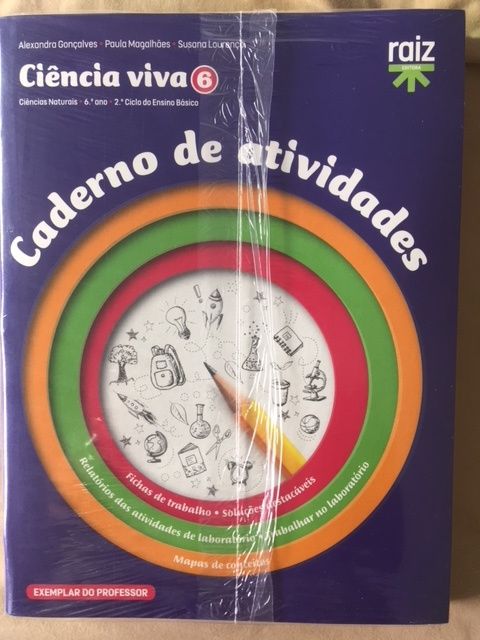 Alexandra Gonçalves • Paula Magalhães • Susana Lourenço
raiz
EDITORA
Ciência viva 6
Ciências Naturais • 6.º ano • 2.º Ciclo do Ensino Básico
Caderno de atividades
Fichas de trabalho • Soluções destacáveis
Relatórios das atividades de laboratório • Trabalhar no laboratório
Mapas de conceitos
EXEMPLAR DO PROFESSOR